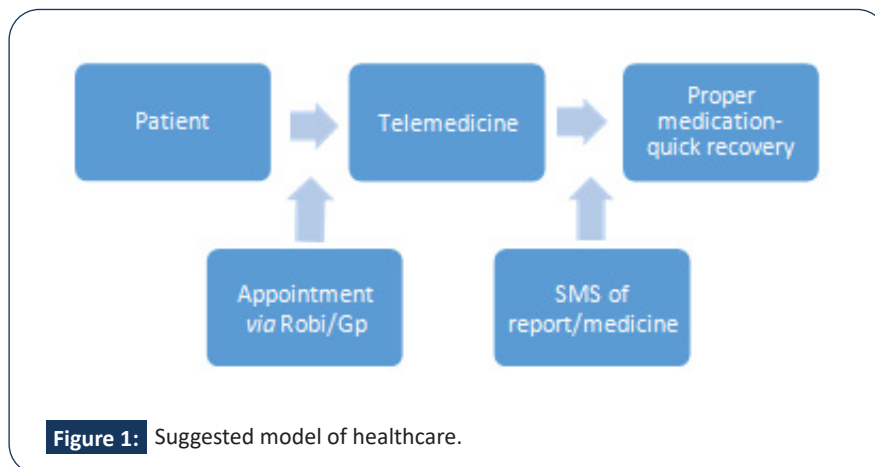 Patient
Telemedicine
Proper
medication-
quick recovery
Appointment
via Robi/Gp
SMS of
report/medicine
Figure 1: Suggested model of healthcare.